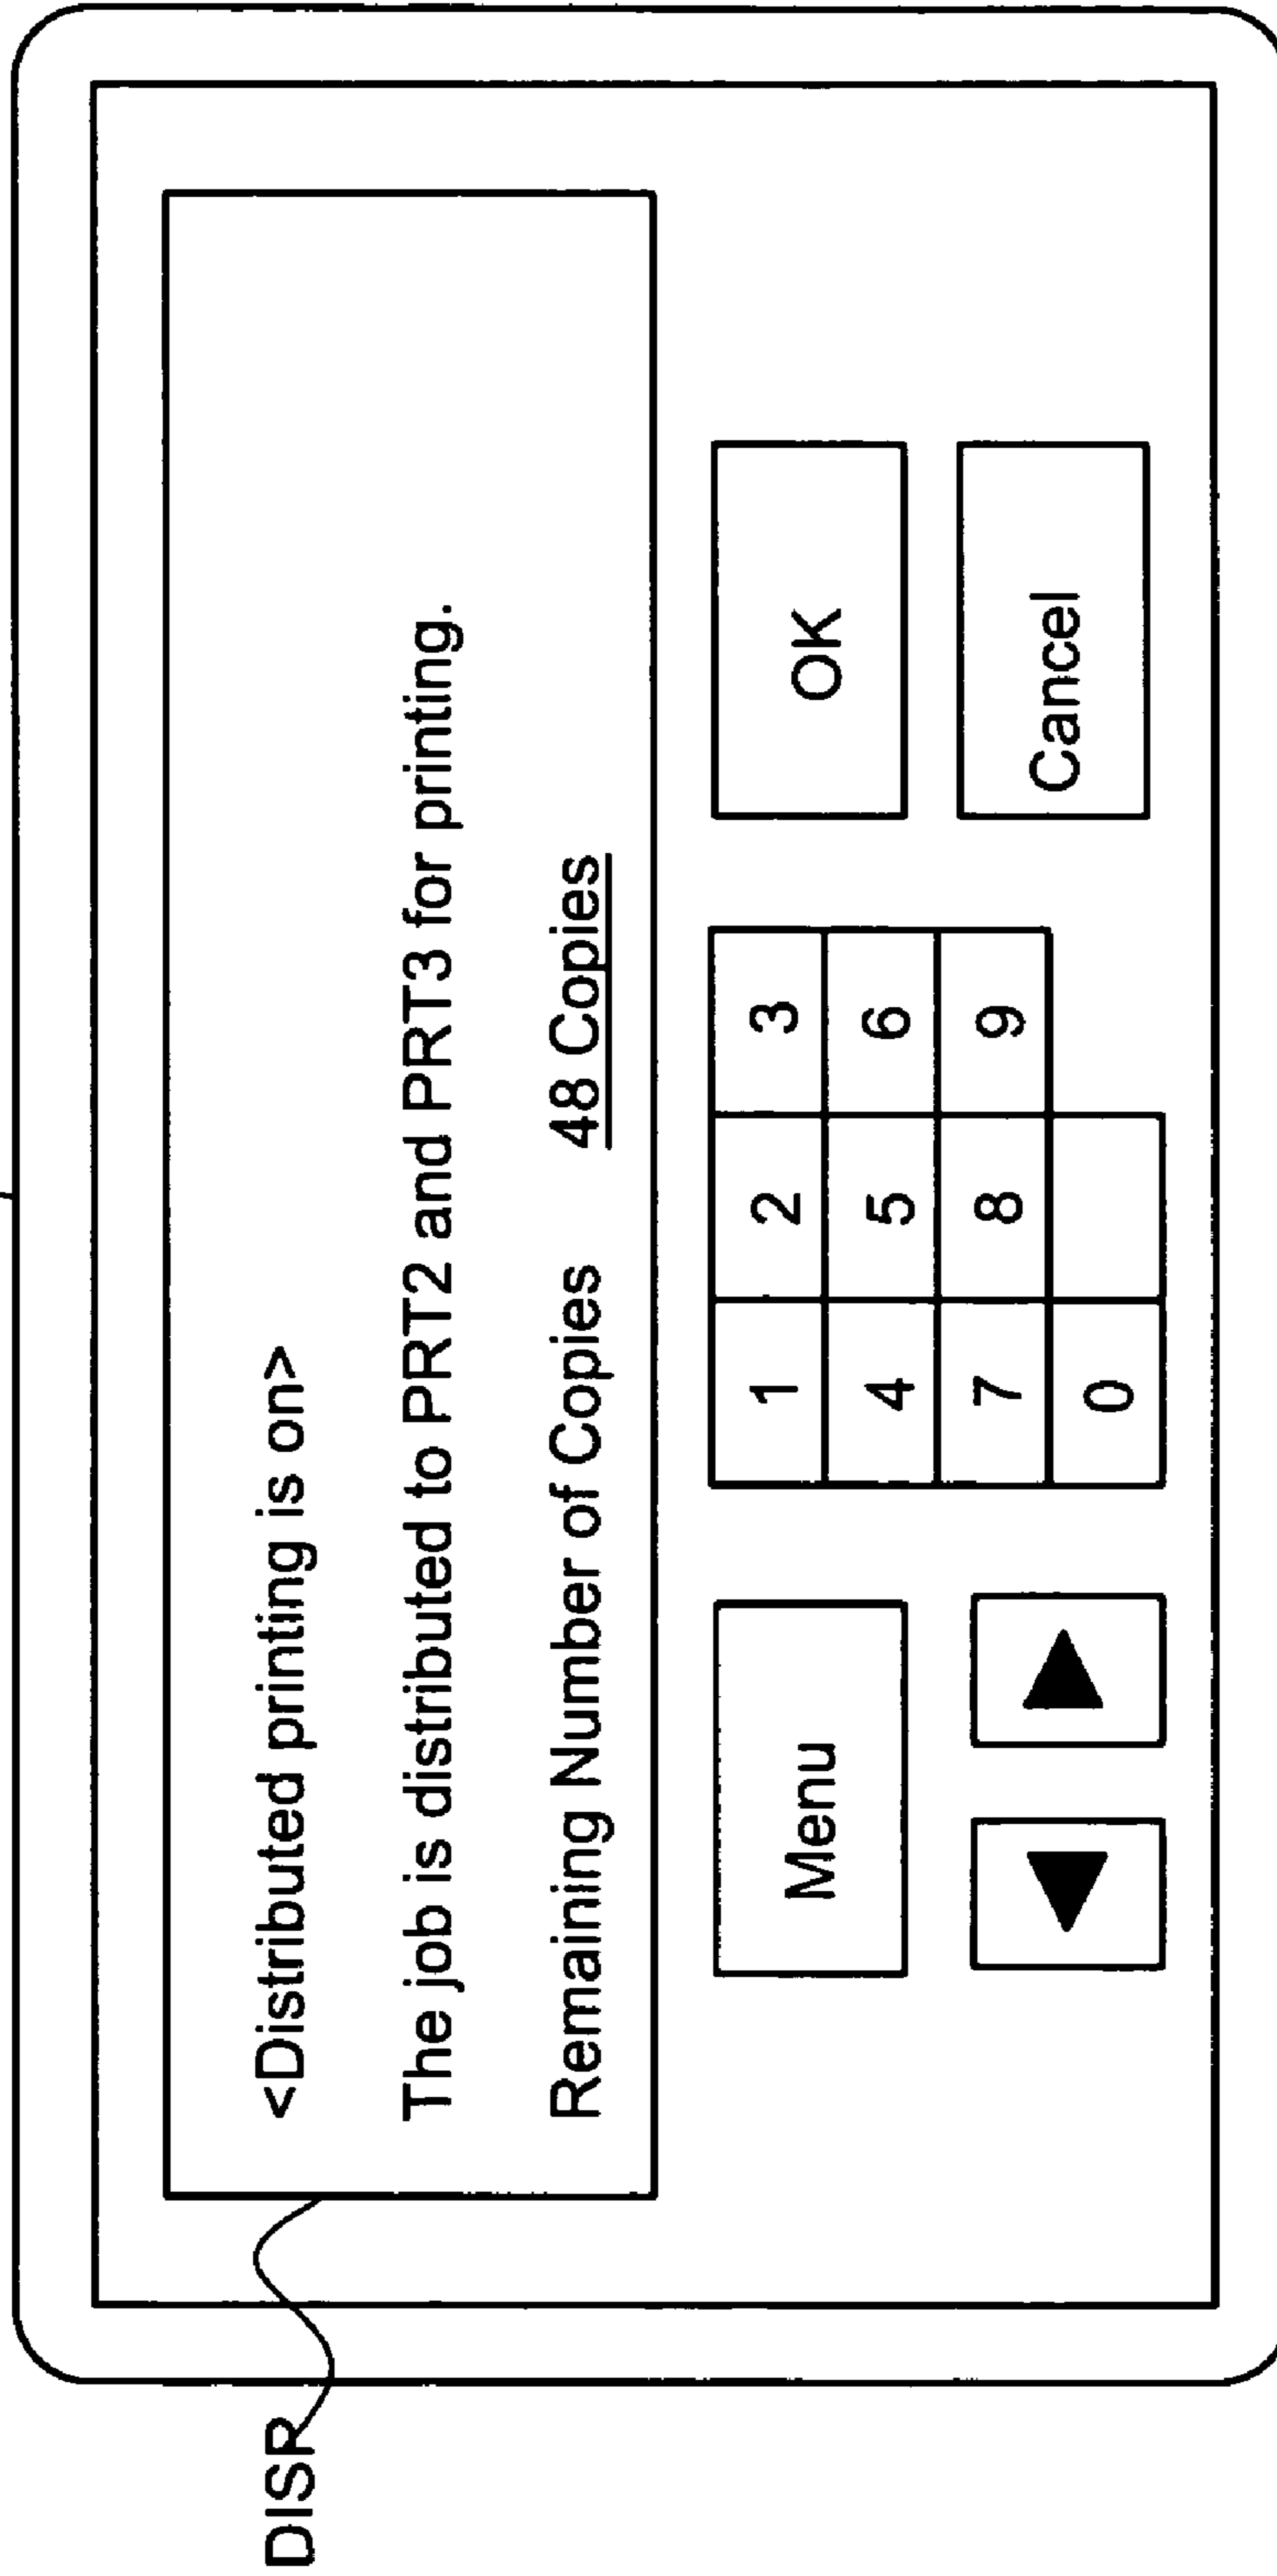 <Distributed printing is on>
The job is distributed to PRT2 and PRT3 for printing.
Remaining Number of Copies 48 Copies
DISP
Menu
1 2 3
4 5 6
7 8 9
0
OK
Cancel